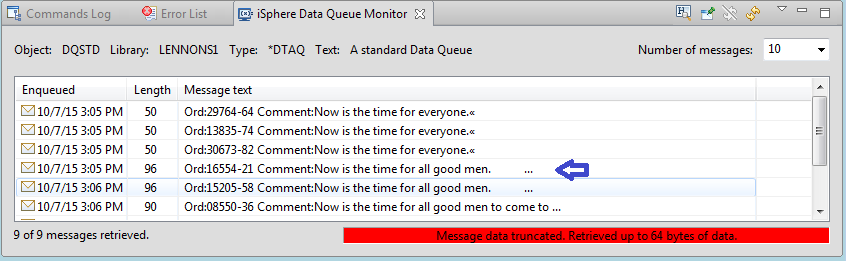 Commands Log Error List iSphere Data Queue Monitor
Object: DQSTD Library: LENNONS1 Type: *DTAQ Text: A standard Data Queue Number of messages: 10
Enqueued Length Message text
10/7/15 3:05 PM 50 Ord:29764-64 Comment:Now is the time for everyone.«
10/7/15 3:05 PM 50 Ord:13835-74 Comment:Now is the time for everyone.«
10/7/15 3:05 PM 50 Ord:30673-82 Comment:Now is the time for everyone.«
10/7/15 3:05 PM 96 Ord:16554-21 Comment:Now is the time for all good men. ...
10/7/15 3:06 PM 96 Ord:15205-58 Comment:Now is the time for all good men. ...
10/7/15 3:06 PM 90 Ord:08550-36 Comment:Now is the time for all good men to come to ...
9 of 9 messages retrieved. Message data truncated. Retrieved up to 64 bytes of data.